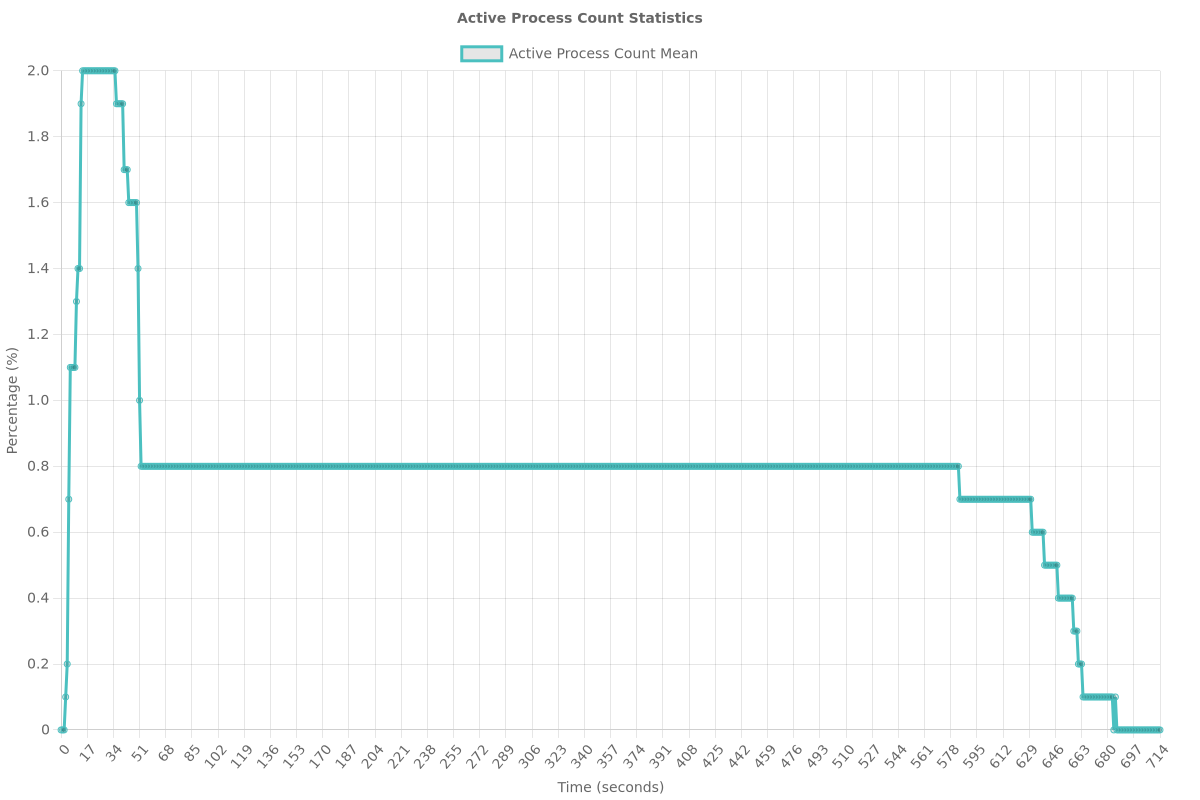 Active Process Count Statistics
Active Process Count Mean
2.0
1.8
1.6
1.4
1.2
1.0
0.8
0.6
0.4
0.2
0
Percentage (%)
0 17 34 51 68 85 102 119 136 153 170 187 204 221 238 255 272 289 306 323 340 357 374 391 408 425 442 459 476 493 510 527 544 561 578 595 612 629 646 663 680 697 714
Time (seconds)